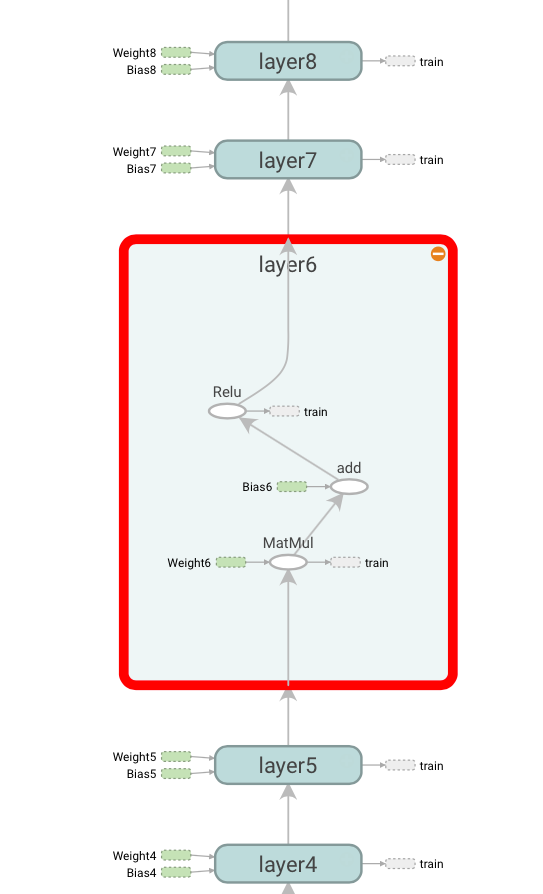 Weight8
Bias8
layer8
train
Weight7
Bias7
layer7
train
layer6
Relu
train
add
Bias6
MatMul
Weight6
train
Weight5
Bias5
layer5
train
Weight4
Bias4
layer4
train